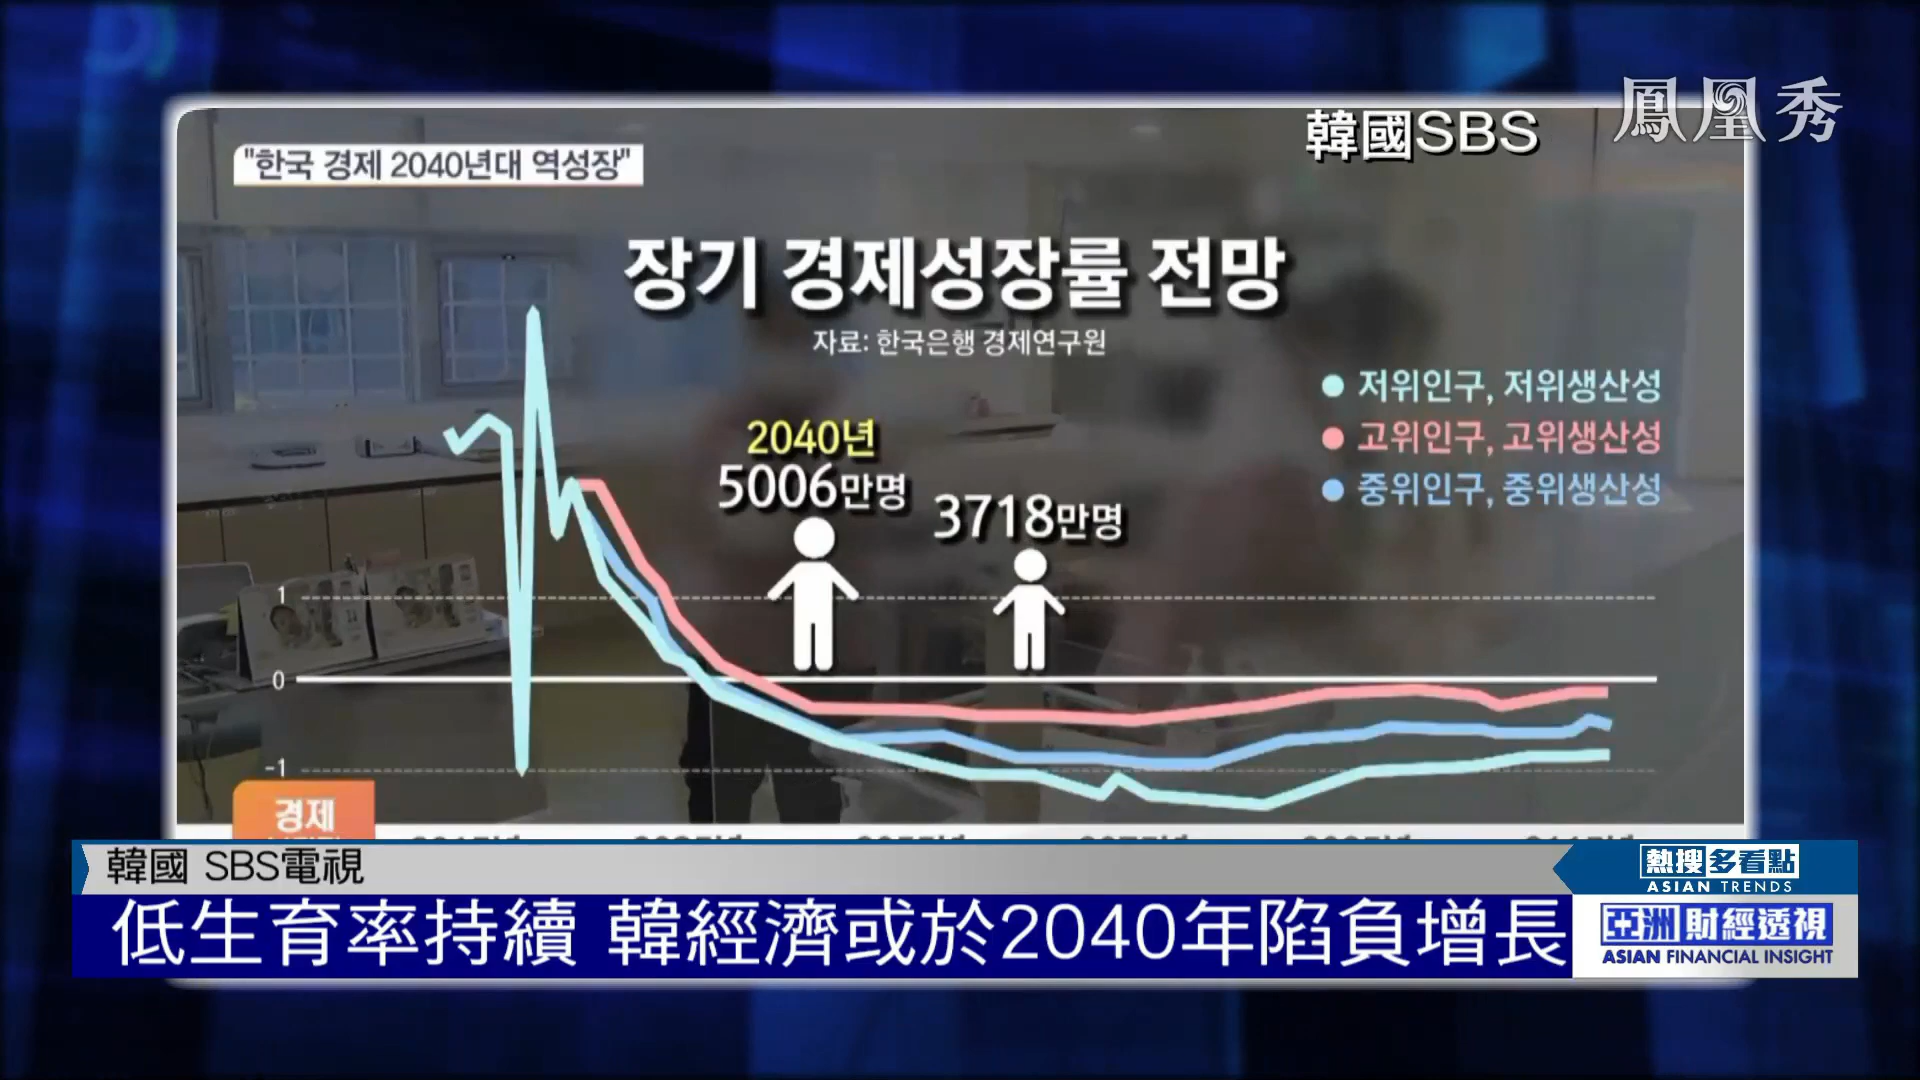 鳳凰秀
韓國SBS
"한국 경제 2040년대 역성장"
장기 경제성장률 전망
자료: 한국은행 경제연구원
저위인구, 저위생산성
고위인구, 고위생산성
중위인구, 중위생산성
2040년
5006만명
3718만명
1
0
-1
경제
韓國 SBS電視
低生育率持續 韓經濟或於2040年陷負增長
熱搜多看點
ASIAN TRENDS
亞洲財經透視
ASIAN FINANCIAL INSIGHT